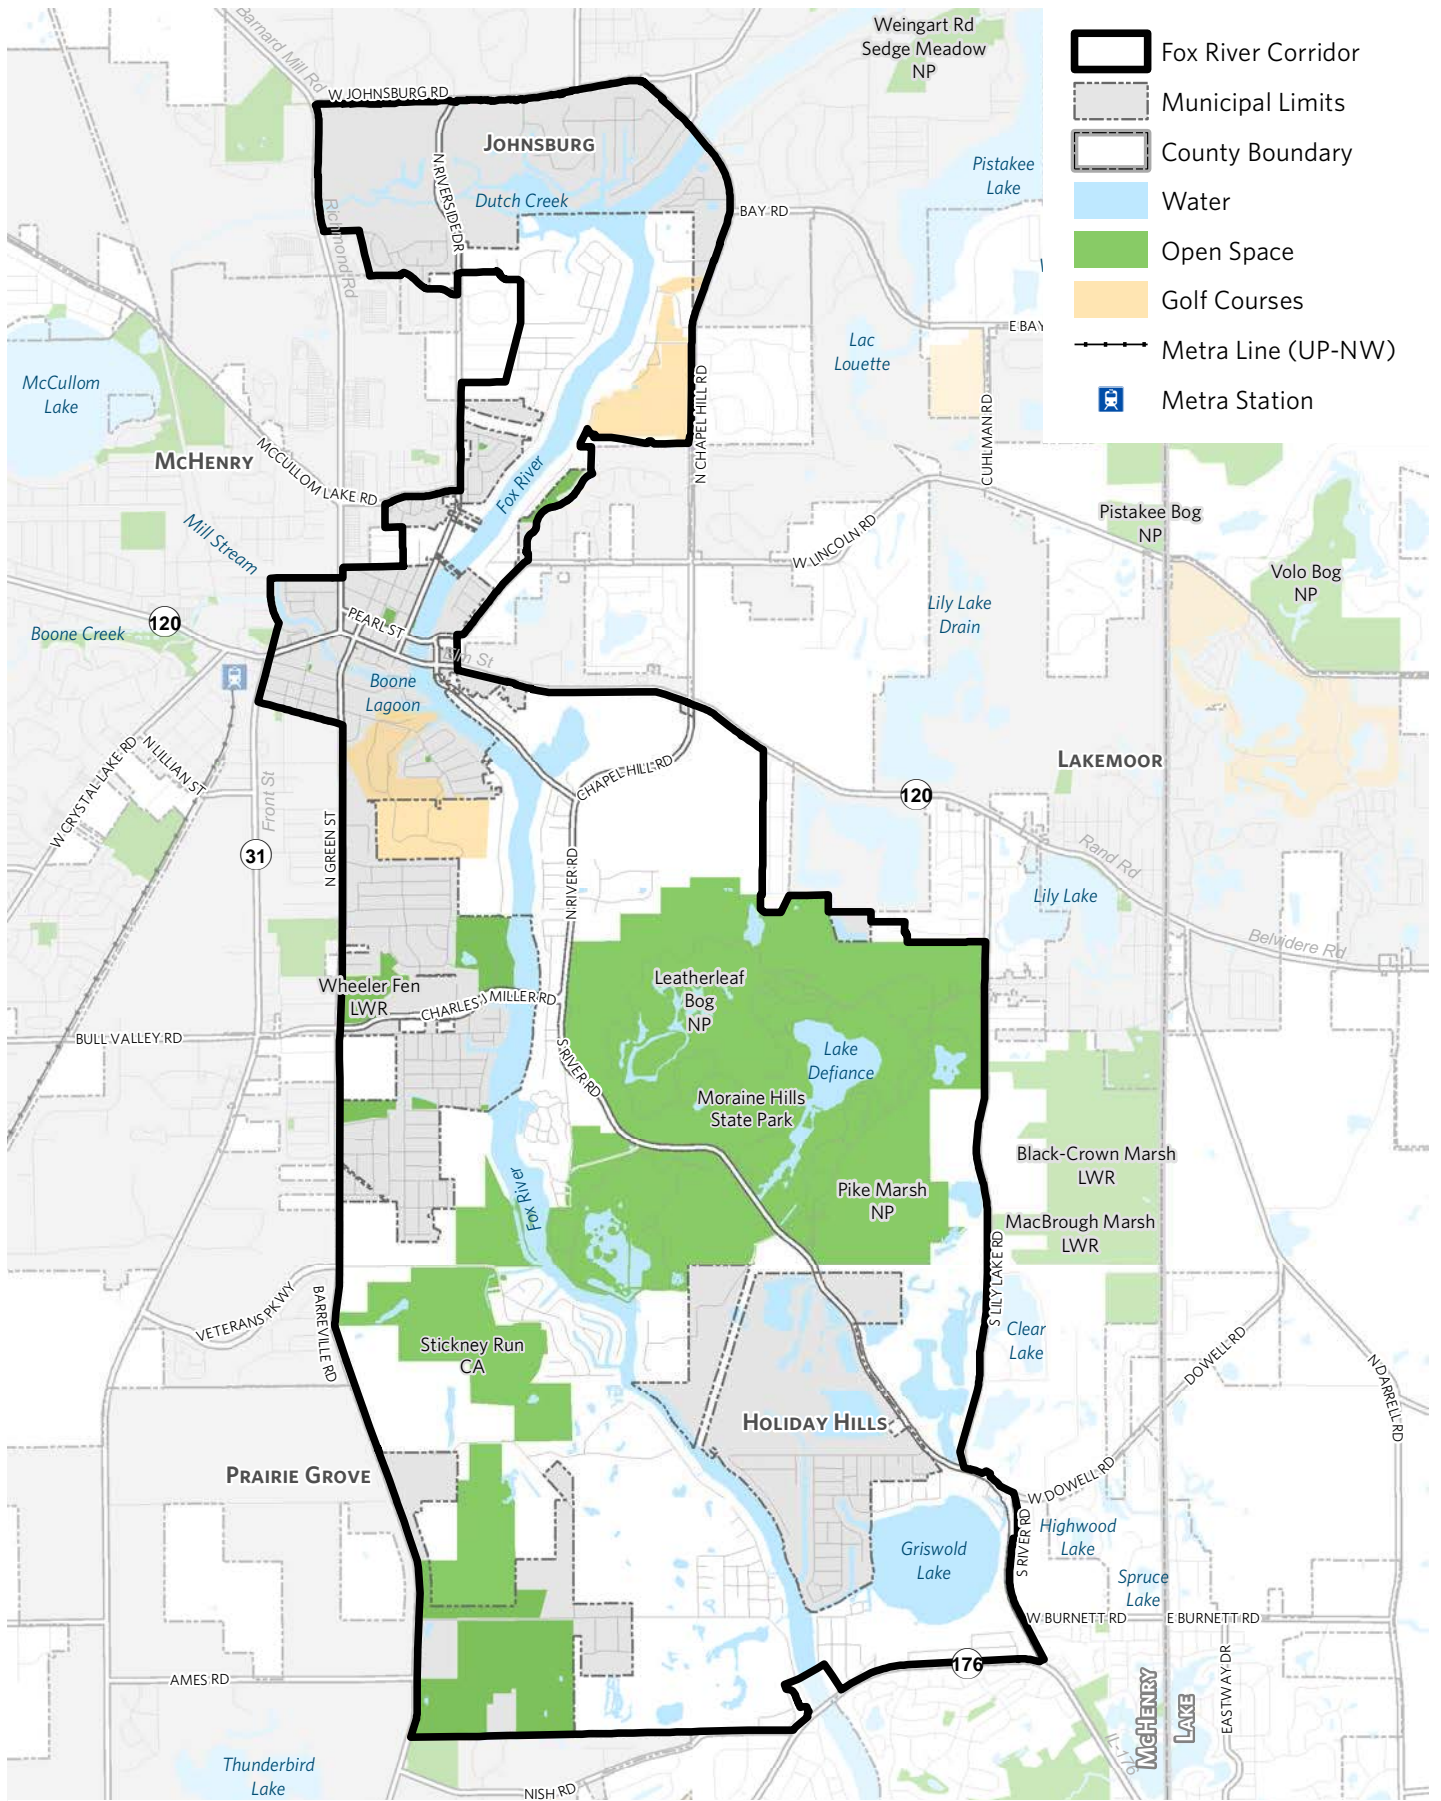 Weingart Rd
Sedge Meadow
NP
Fox River Corridor
Municipal Limits
County Boundary
Water
Open Space
Golf Courses
Metra Line (UP-NW)
Metra Station
Barnard Mill Rd
W JOHNSBURG RD
JOHNSBURG
N RIVERSIDE DR
Dutch Creek
Pistakee
Lake
BAY RD
Richmond Rd
E BAY
Lac
Louette
McCullom
Lake
N CHAPEL HILL RD
CUHLMAN RD
MCHENRY
MCCULLOM LAKE RD
Fox River
Mill Stream
Pistakee Bog
NP
W LINCOLN RD
Volo Bog
NP
120
Boone Creek
PEARL ST
Elm St
Lily Lake
Drain
Boone
Lagoon
W CRYSTAL LAKE RD
N LILLIAN ST
Front St
CHAPEL HILL RD
LAKEMOOR
120
31
N GREEN ST
N RIVER RD
Rand Rd
Lily Lake
Belvidere Rd
Wheeler Fen
LWR
CHARLES J MILLER RD
Leatherleaf
Bog
NP
BULL VALLEY RD
S RIVER RD
Lake
Defiance
Moraine Hills
State Park
Black-Crown Marsh
LWR
Fox River
Pike Marsh
NP
MacBrough Marsh
LWR
S LILY LAKE RD
VETERANS PKWY
BARREVILLE RD
Stickney Run
CA
Clear
Lake
DOWELL RD
N DARRELL RD
HOLIDAY HILLS
PRAIRIE GROVE
W DOWELL RD
S RIVER RD
Highwood
Lake
Griswold
Lake
Spruce
Lake
W BURNETT RD
E BURNETT RD
AMES RD
176
MCHENRY
LAKE
EASTWAY DR
IL-176
Thunderbird
Lake
NISH RD